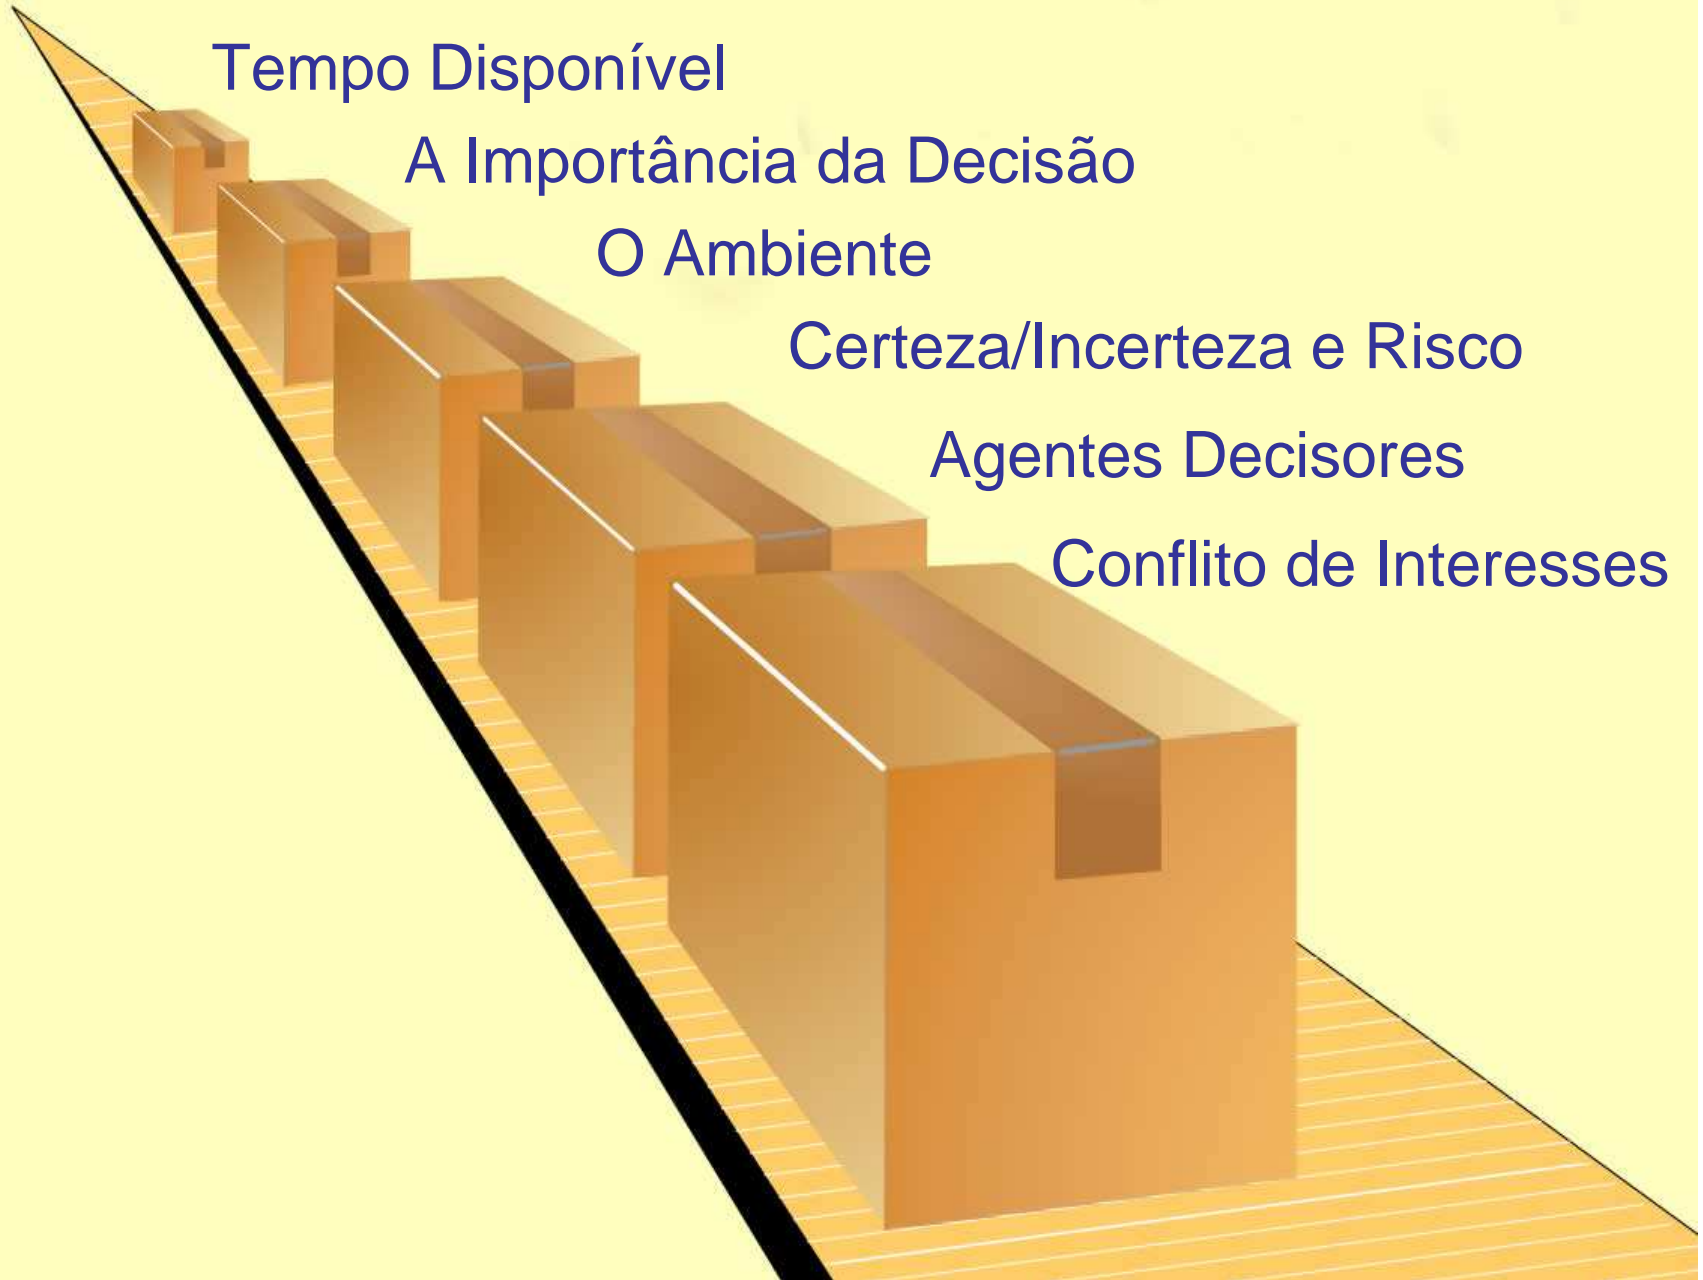 Tempo Disponível
A Importância da Decisão
O Ambiente
Certeza/Incerteza e Risco
Agentes Decisores
Conflito de Interesses